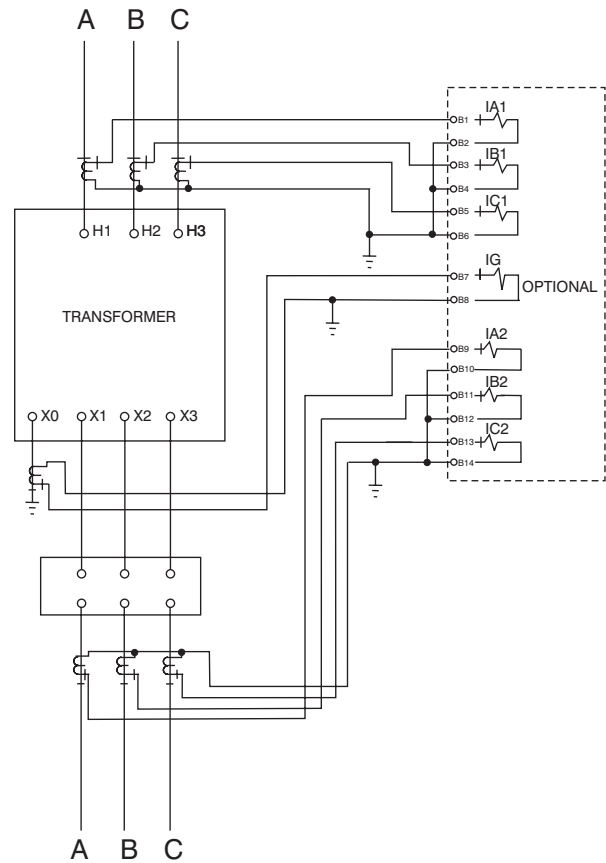 A B C
IA1
B1
B2
IB1
B3
B4
IC1
B5
B6
H1 H2 H3
IG
B7
OPTIONAL
B8
TRANSFORMER
IA2
B9
B10
IB2
B11
B12
IC2
B13
B14
X0 X1 X2 X3
A B C